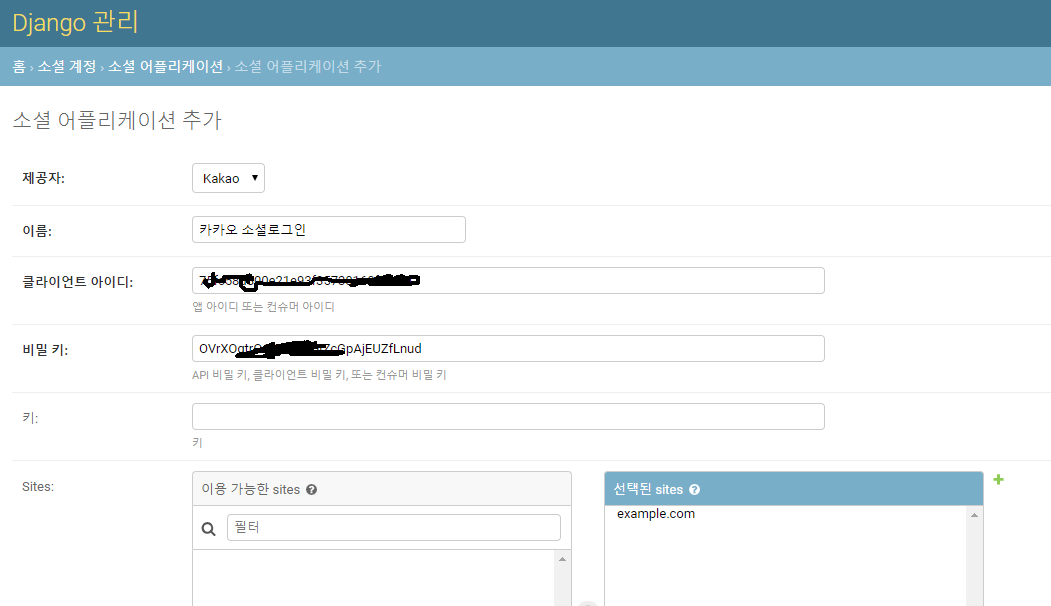 Django 관리
홈 › 소셜 계정 › 소셜 어플리케이션 › 소셜 어플리케이션 추가
소셜 어플리케이션 추가
제공자: Kakao
이름: 카카오 소셜로그인
클라이언트 아이디:
앱 아이디 또는 컨슈머 아이디
비밀 키:
API 비밀 키, 클라이언트 비밀 키, 또는 컨슈머 비밀 키
키:
키
Sites: 이용 가능한 sites 선택된 sites
필터 example.com